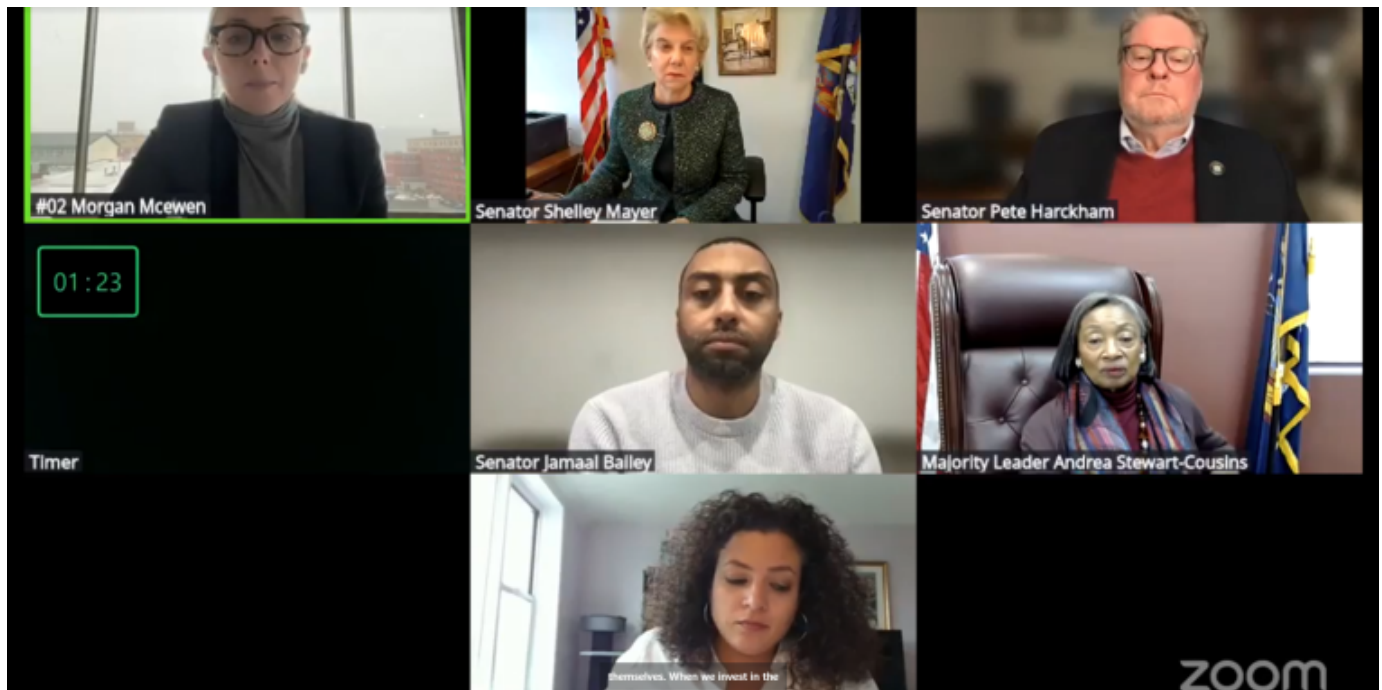 #02 Morgan Mcewen
Senator Shelley Mayer
Senator Pete Harckham
01:23
Timer
Senator Jamaal Bailey
Majority Leader Andrea Stewart-Cousins
themselves. When we invest in the
zoom